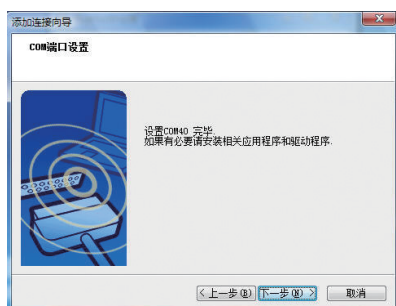 添加连接向导
COM端口设置
设置COM40 完毕.
如果有必要请安装相关应用程序和驱动程序.
<上一步(B) 下一步(N)> 取消